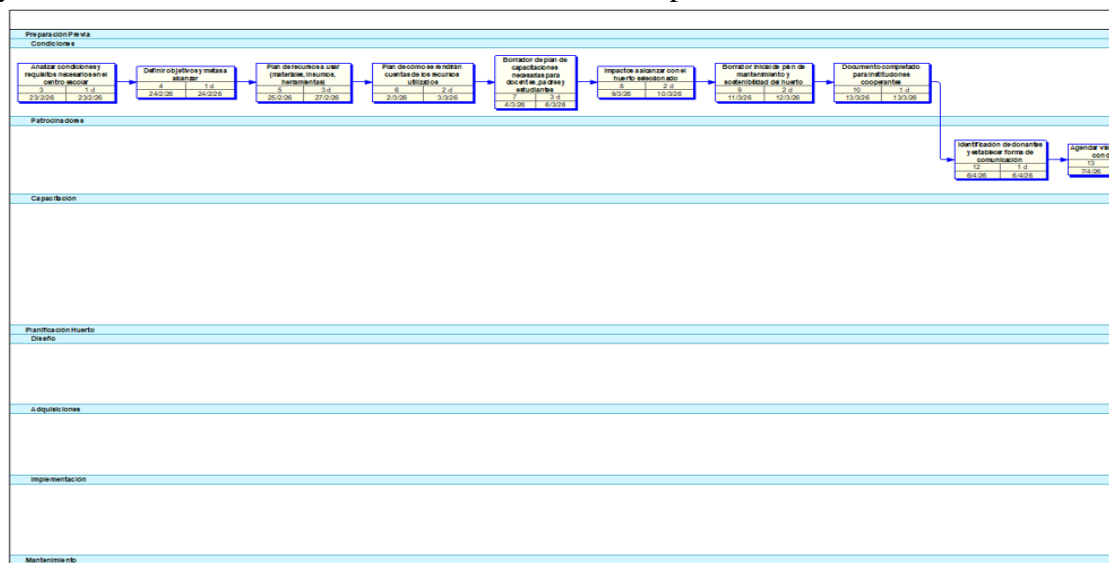 Preparación Previa
Condiciones
Analizar condiciones y
requisitos necesarios en el
centro escolar
3 1 d
23/2/26 23/2/26
Definir objetivos y metas a
alcanzar
4 1 d
24/2/26 24/2/26
Plan de recursos a usar
(materiales, insumos,
herramientas)
5 3 d
25/2/26 27/2/26
Plan de cómo se rendirán
cuentas de los recursos
utilizados
6 2 d
2/3/26 3/3/26
Borrador de plan de
capacitaciones
necesarias para
docentes, padres y
estudiantes
7 3 d
4/3/26 6/3/26
Impactos a alcanzar con el
huerto seleccionado
8 2 d
9/3/26 10/3/26
Borrador inicial de plan de
mantenimiento y
sostenibilidad del huerto
9 2 d
11/3/26 12/3/26
Documento completado
para instituciones
cooperantes
10 1 d
13/3/26 13/3/26
Patrocinadores
Identificación de donantes
y establecer forma de
comunicación
12 1 d
6/4/26 6/4/26
Agendar
con
13
7/4/26
Capacitación
Planificación Huerto
Diseño
Adquisiciones
Implementación
Mantenimiento